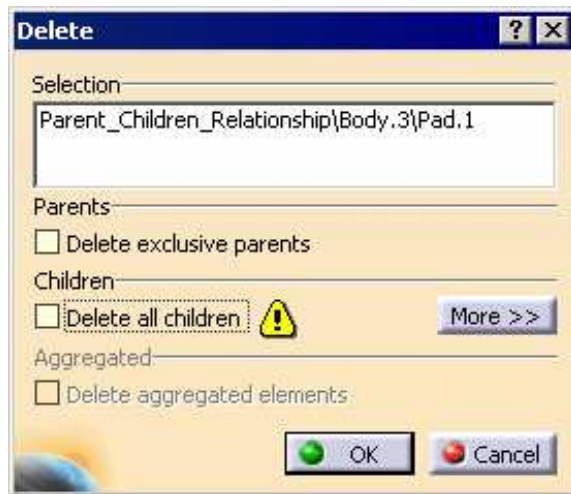 Delete
Selection
Parent_Children_Relationship\Body.3\Pad.1
Parents
Delete exclusive parents
Children
Delete all children
More >>
Aggregated
Delete aggregated elements
OK
Cancel